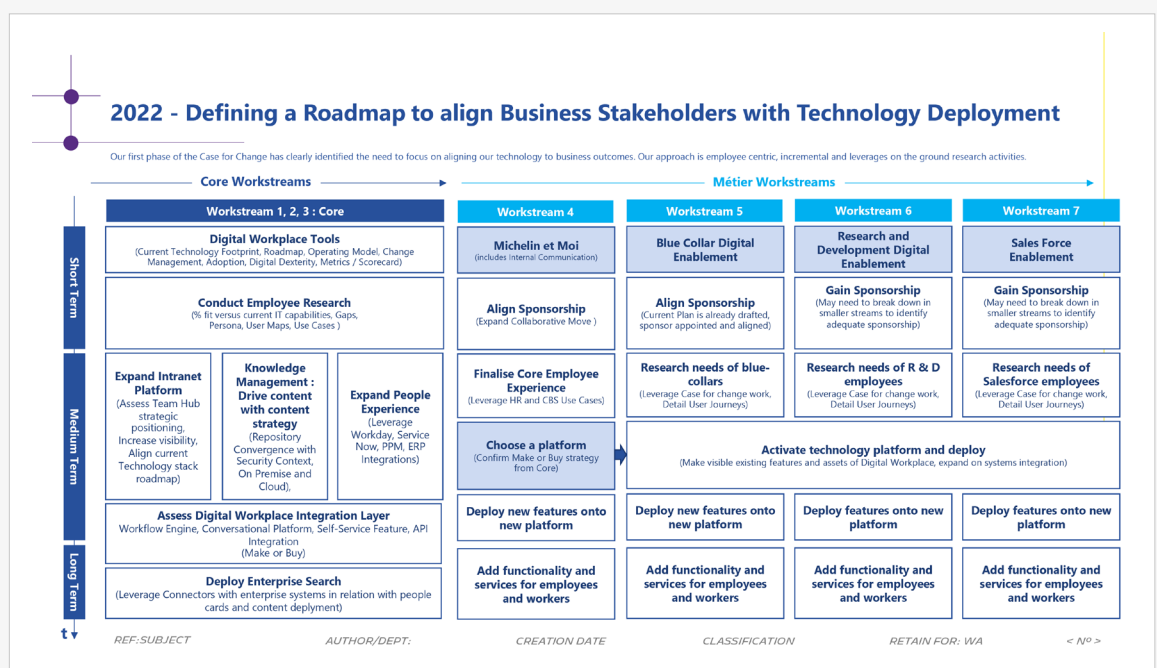 2022 - Defining a Roadmap to align Business Stakeholders with Technology Deployment
Our first phase of the Case for Change has clearly identified the need to focus on aligning our technology to business outcomes. Our approach is employee centric, incremental and leverages on the ground research activities.
Core Workstreams
Métier Workstreams
Workstream 1, 2, 3 : Core
Workstream 4
Workstream 5
Workstream 6
Workstream 7
Short Term
Digital Workplace Tools
(Current Technology Footprint, Roadmap, Operating Model, Change
Management, Adoption, Digital Dexterity, Metrics / Scorecard)
Michelin et Moi
(includes Internal Communication)
Blue Collar Digital
Enablement
Research and
Development Digital
Enablement
Sales Force
Enablement
Conduct Employee Research
(% fit versus current IT capabilities, Gaps,
Persona, User Maps, Use Cases )
Align Sponsorship
(Expand Collaborative Move )
Align Sponsorship
(Current Plan is already drafted,
sponsor appointed and aligned)
Gain Sponsorship
(May need to break down in
smaller streams to identify
adequate sponsorship)
Gain Sponsorship
(May need to break down in
smaller streams to identify
adequate sponsorship)
Medium Term
Expand Intranet
Platform
(Assess Team Hub
strategic
positioning,
Increase visibility,
Align current
Technology stack
roadmap)
Knowledge
Management :
Drive content
with content
strategy
(Repository
Convergence with
Security Context,
On Premise and
Cloud),
Expand People
Experience
(Leverage
Workday, Service
Now, PPM, ERP
Integrations)
Finalise Core Employee
Experience
(Leverage HR and CBS Use Cases)
Research needs of blue-
collars
(Leverage Case for change work,
Detail User Journeys)
Research needs of R & D
employees
(Leverage Case for change work,
Detail User Journeys)
Research needs of
Salesforce employees
(Leverage Case for change work,
Detail User Journeys)
Choose a platform
(Confirm Make or Buy strategy
from Core)
Activate technology platform and deploy
(Make visible existing features and assets of Digital Workplace, expand on systems integration)
Assess Digital Workplace Integration Layer
Workflow Engine, Conversational Platform, Self-Service Feature, API
Integration
(Make or Buy)
Deploy new features onto
new platform
Deploy new features onto
new platform
Deploy features onto new
platform
Deploy features onto new
platform
Long Term
Deploy Enterprise Search
(Leverage Connectors with enterprise systems in relation with people
cards and content deplyment)
Add functionality and
services for employees
and workers
Add functionality and
services for employees
and workers
Add functionality and
services for employees
and workers
Add functionality and
services for employees
and workers
t
REF:SUBJECT
AUTHOR/DEPT:
CREATION DATE
CLASSIFICATION
RETAIN FOR: WA
< Nº >